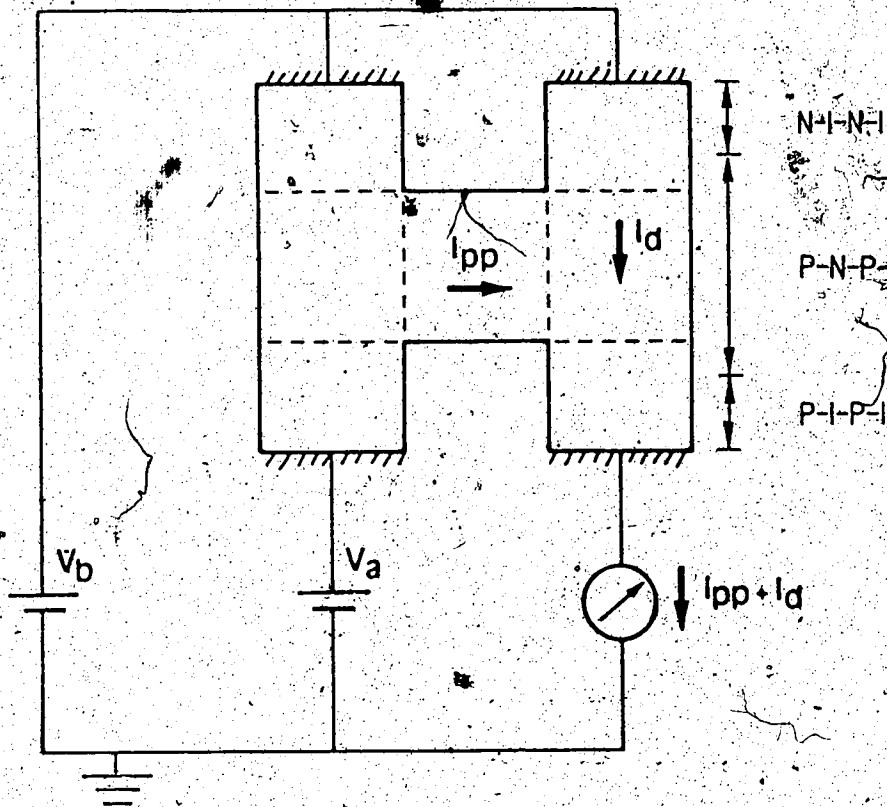 N-I-N-I
I_d
I_pp
P-N-P-
P-I-P-I
V_b
V_a
I_pp + I_d